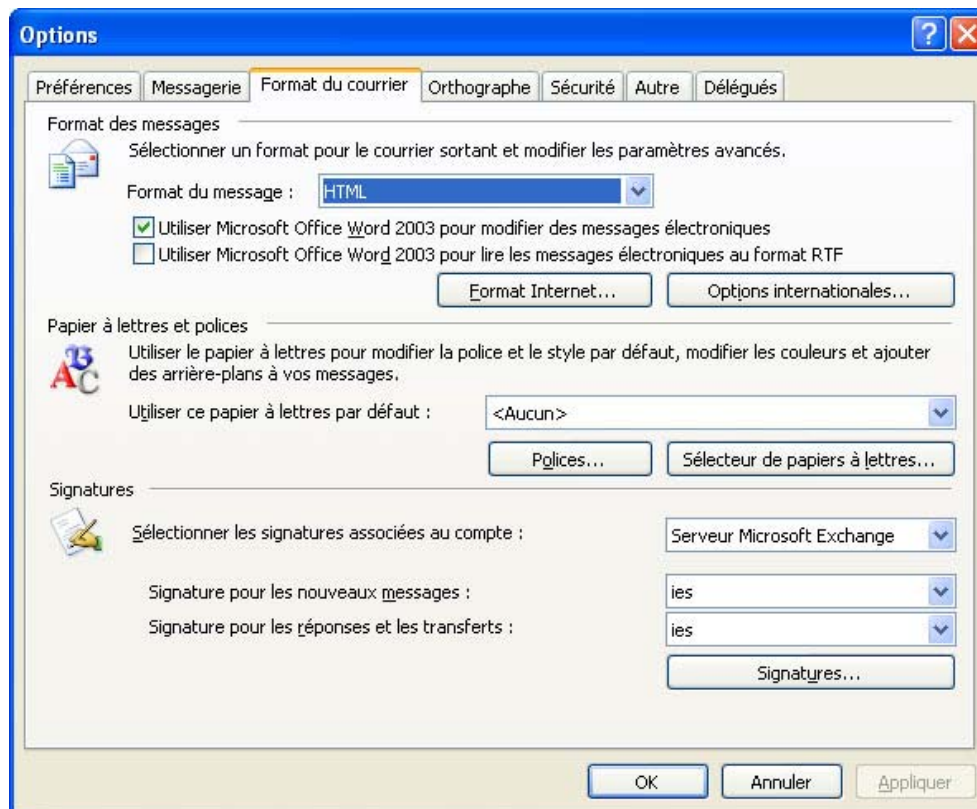 Options
Préférences Messagerie Format du courrier Orthographe Sécurité Autre Délégués
Format des messages
Sélectionner un format pour le courrier sortant et modifier les paramètres avancés.
Format du message : HTML
Utiliser Microsoft Office Word 2003 pour modifier des messages électroniques
Utiliser Microsoft Office Word 2003 pour lire les messages électroniques au format RTF
Format Internet... Options internationales...
Papier à lettres et polices
Utiliser le papier à lettres pour modifier la police et le style par défaut, modifier les couleurs et ajouter
des arrière-plans à vos messages.
Utiliser ce papier à lettres par défaut : <Aucun>
Polices... Sélecteur de papiers à lettres...
Signatures
Sélectionner les signatures associées au compte : Serveur Microsoft Exchange
Signature pour les nouveaux messages : ies
Signature pour les réponses et les transferts : ies
Signatures...
OK Annuler Appliquer